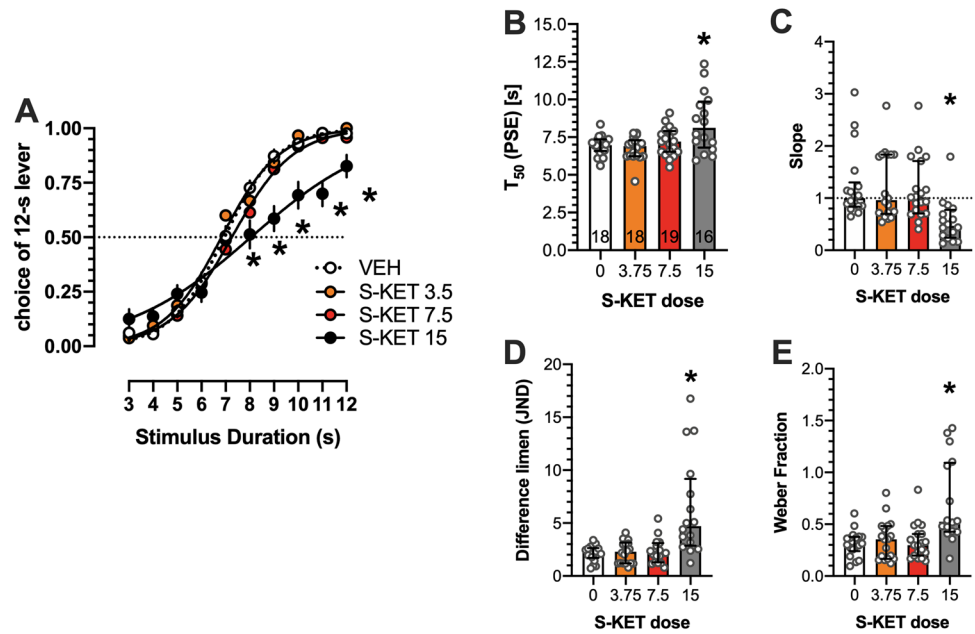 A
choice of 12-s lever
1.00
0.75
0.50
0.25
0.00
* * * * *
VEH
S-KET 3.5
S-KET 7.5
S-KET 15
3 4 5 6 7 8 9 10 11 12
Stimulus Duration (s)
B
T50 (PSE) [s]
15.0
12.5
10.0
7.5
5.0
2.5
0.0
*
18 18 19 16
0 3.75 7.5 15
S-KET dose
C
Slope
4
3
2
1
0
*
0 3.75 7.5 15
S-KET dose
D
Difference limen (JND)
20
15
10
5
0
*
0 3.75 7.5 15
S-KET dose
E
Weber Fraction
2.0
1.5
1.0
0.5
0.0
*
0 3.75 7.5 15
S-KET dose